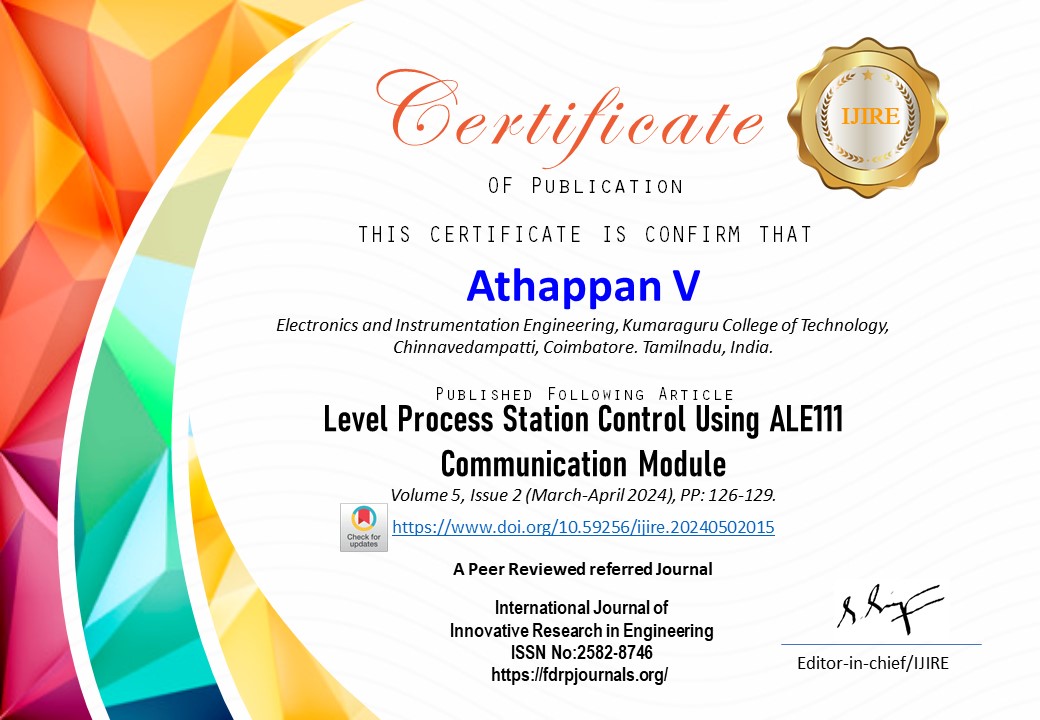 Certificate
IJIRE
OF PUBLICATION
THIS CERTIFICATE IS CONFIRM THAT
Athappan V
Electronics and Instrumentation Engineering, Kumaraguru College of Technology,
Chinnavedampatti, Coimbatore. Tamilnadu, India.
PUBLISHED FOLLOWING ARTICLE
Level Process Station Control Using ALE111
Communication Module
Volume 5, Issue 2 (March-April 2024), PP: 126-129.
Check for
updates
https://www.doi.org/10.59256/ijire.20240502015
A Peer Reviewed referred Journal
International Journal of
Innovative Research in Engineering
ISSN No:2582-8746
https://fdrpjournals.org/
Editor-in-chief/IJIRE